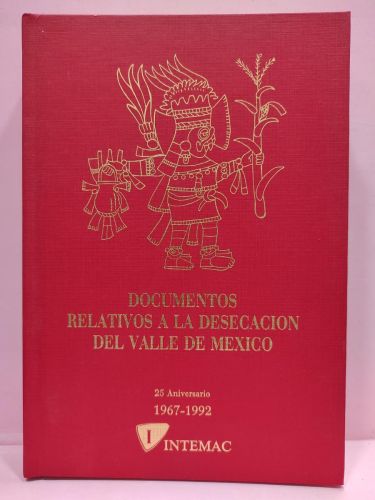 DOCUMENTOS
RELATIVOS A LA DESECACION
DEL VALLE DE MEXICO
25 Aniversario
1967-1992
I INTEMAC